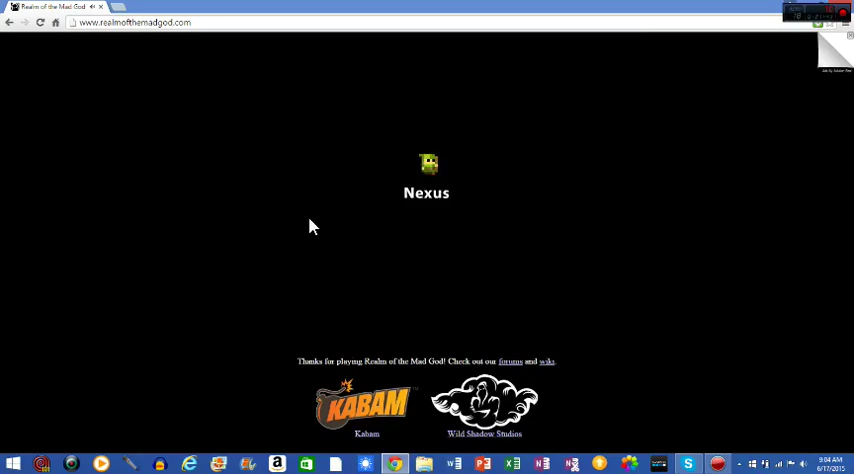 Realm of the Mad God
www.realmofthemadgod.com
Nexus
Thanks for playing Realm of the Mad God! Check out our forums and wiki.
KABAM
Kabam
Wild Shadow Studios
9:04 AM
6/17/2015